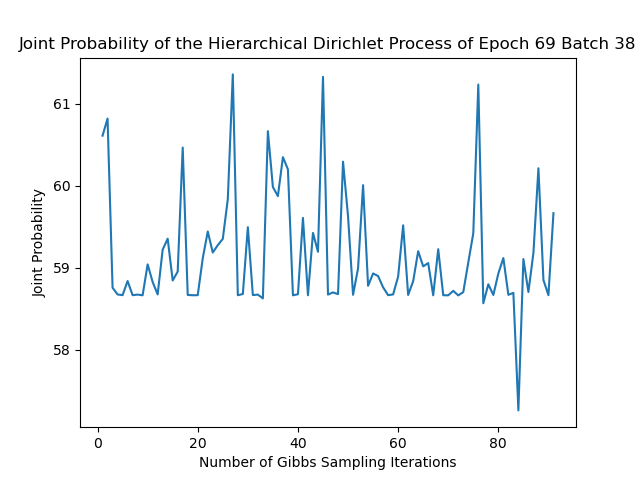 Joint Probability of the Hierarchical Dirichlet Process of Epoch 69 Batch 38
61
60
59
58
Joint Probability
0 20 40 60 80
Number of Gibbs Sampling Iterations